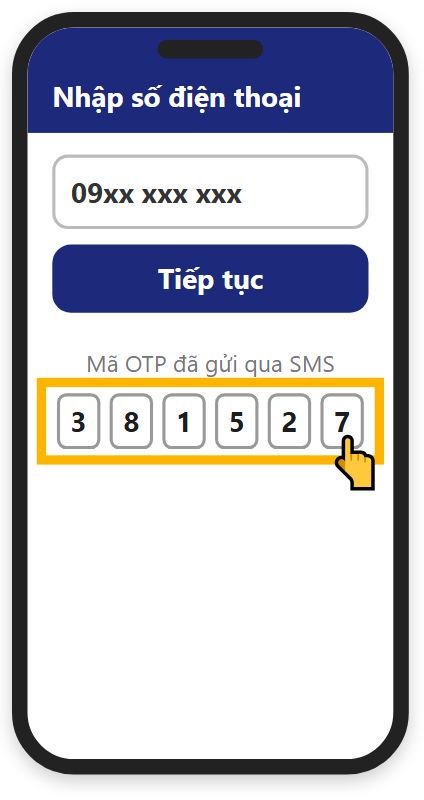 Nhập số điện thoại
09xx xxx xxx
Tiếp tục
Mã OTP đã gửi qua SMS
3 8 1 5 2 7